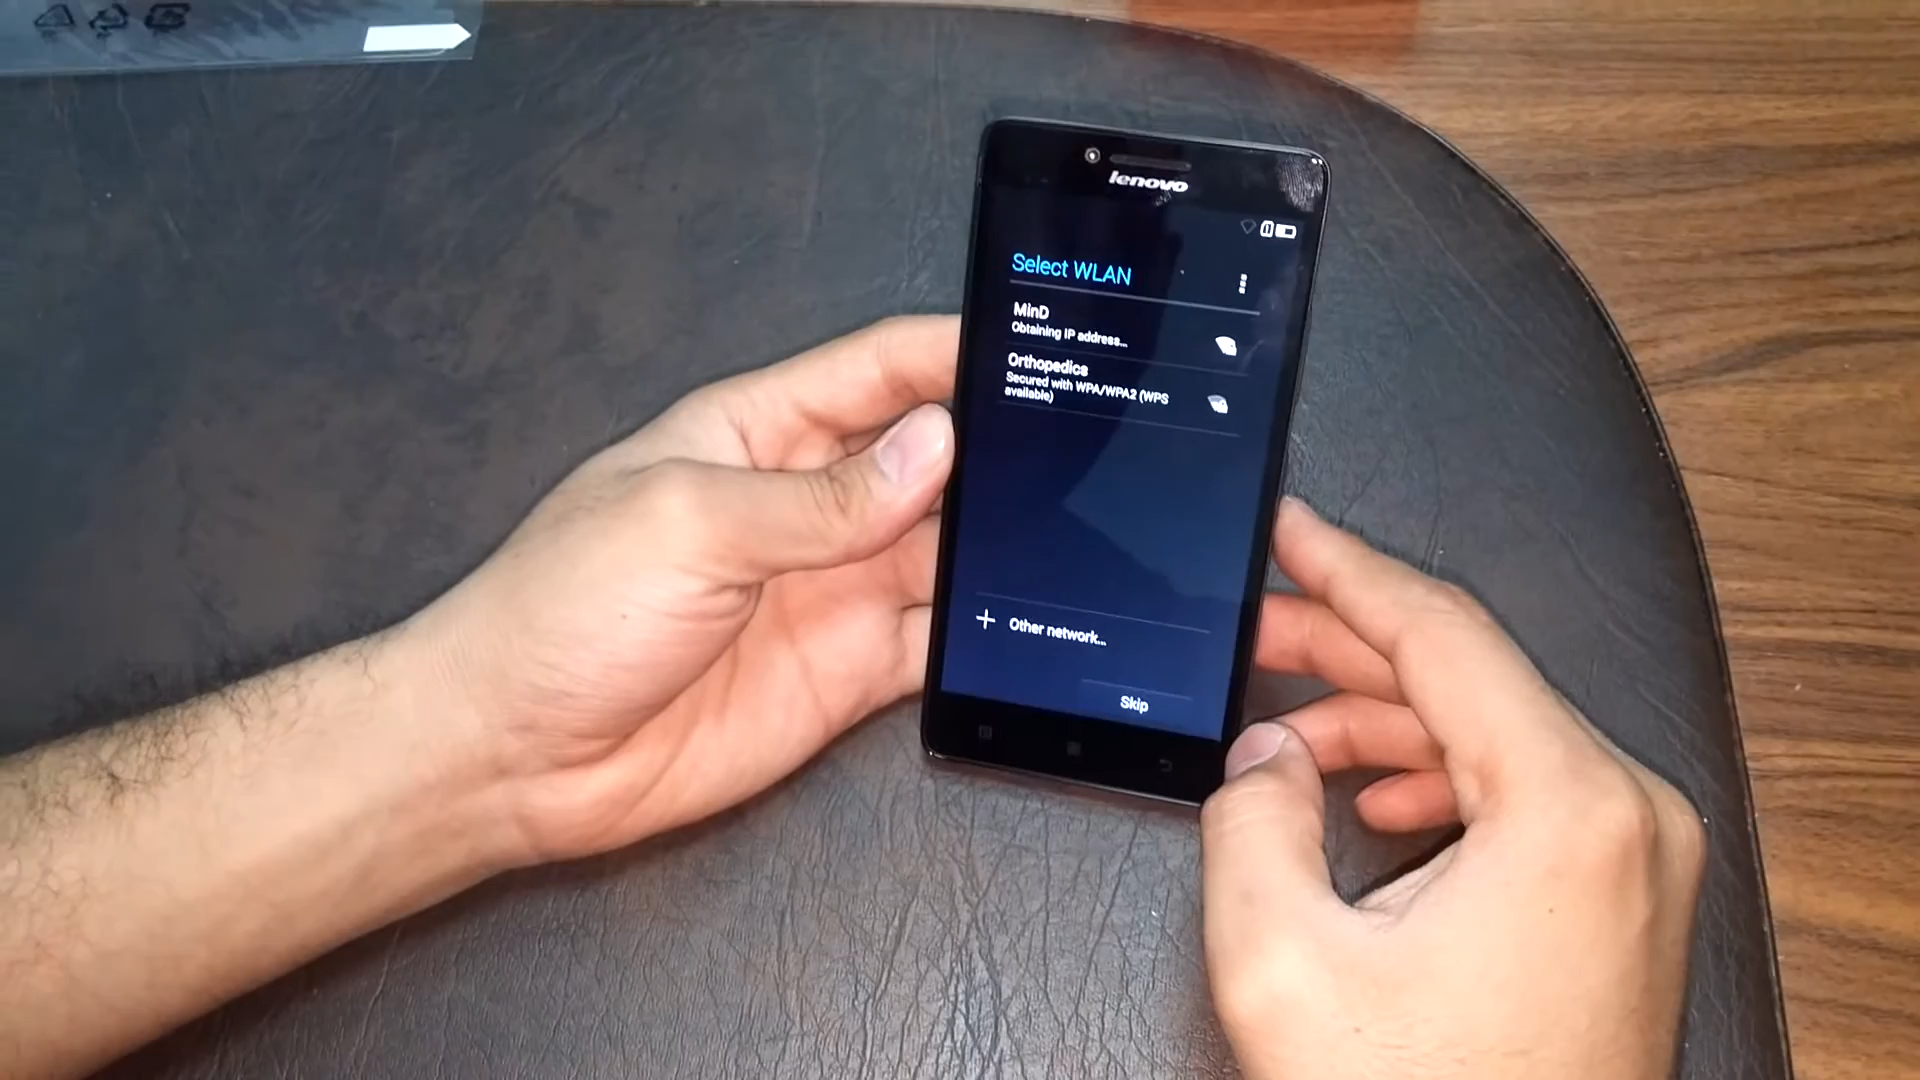 lenovo
Select WLAN
MinD
Obtaining IP address...
Orthopedics
Secured with WPA/WPA2 (WPS
available)
Other network...
Skip